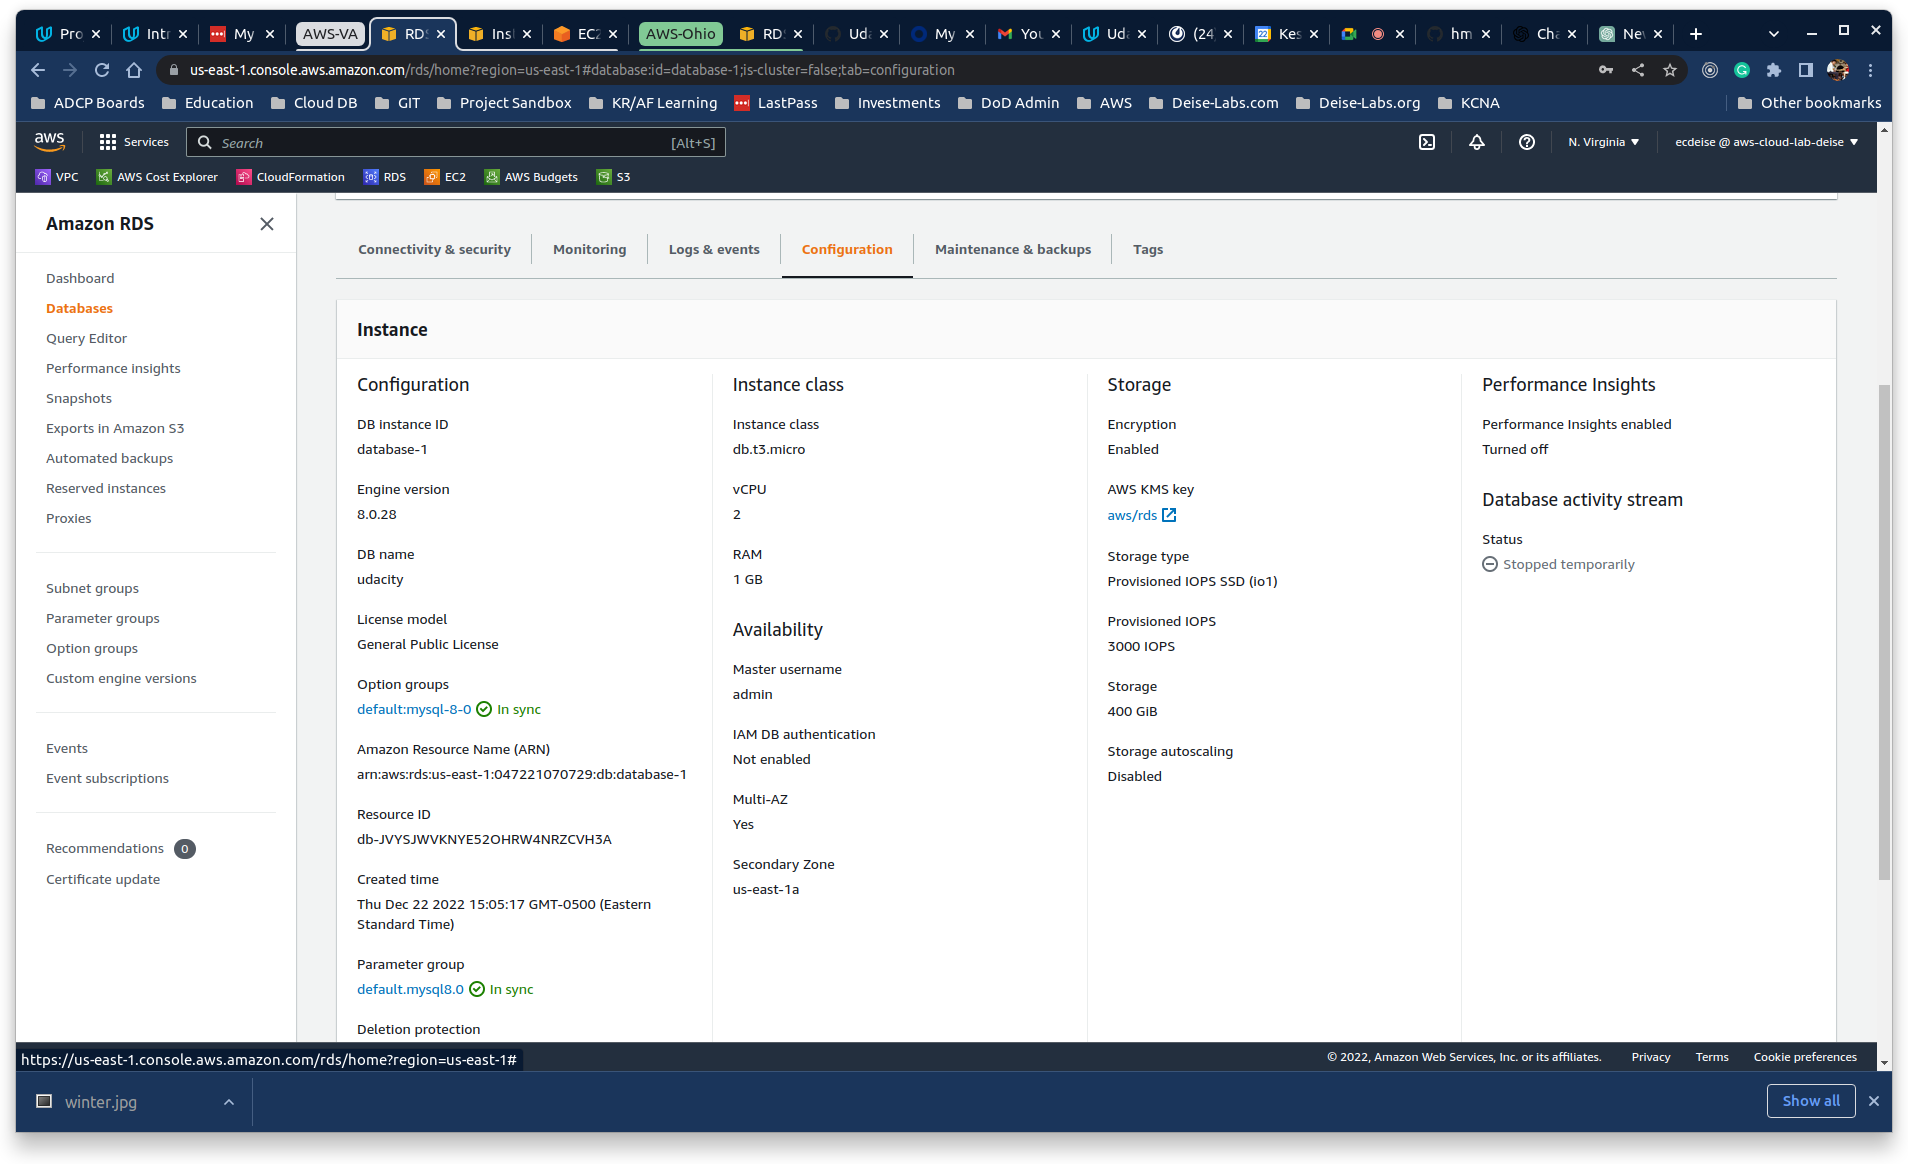 Pro
Intr
My
AWS-VA
RDS
Ins
EC2
AWS-Ohio
RD
Uda
My
You
Uda
(24
Kes
hm
Cha
Nev
us-east-1.console.aws.amazon.com/rds/home?region=us-east-1#database:id=database-1;is-cluster=false;tab=configuration
ADCP Boards
Education
Cloud DB
GIT
Project Sandbox
KR/AF Learning
LastPass
Investments
DoD Admin
AWS
Deise-Labs.com
Deise-Labs.org
KCNA
Other bookmarks
aws
Services
Search
[Alt+S]
N. Virginia
ecdeise @ aws-cloud-lab-deise
VPC
AWS Cost Explorer
CloudFormation
RDS
EC2
AWS Budgets
S3
Amazon RDS
Dashboard
Databases
Query Editor
Performance insights
Snapshots
Exports in Amazon S3
Automated backups
Reserved instances
Proxies
Subnet groups
Parameter groups
Option groups
Custom engine versions
Events
Event subscriptions
Recommendations 0
Certificate update
Connectivity & security
Monitoring
Logs & events
Configuration
Maintenance & backups
Tags
Instance
Configuration
DB instance ID
database-1
Engine version
8.0.28
DB name
udacity
License model
General Public License
Option groups
default:mysql-8-0 In sync
Amazon Resource Name (ARN)
arn:aws:rds:us-east-1:047221070729:db:database-1
Resource ID
db-JVYSJWVKNYE52OHRW4NRZCVH3A
Created time
Thu Dec 22 2022 15:05:17 GMT-0500 (Eastern
Standard Time)
Parameter group
default.mysql8.0 In sync
Deletion protection
Instance class
Instance class
db.t3.micro
vCPU
2
RAM
1 GB
Availability
Master username
admin
IAM DB authentication
Not enabled
Multi-AZ
Yes
Secondary Zone
us-east-1a
Storage
Encryption
Enabled
AWS KMS key
aws/rds
Storage type
Provisioned IOPS SSD (io1)
Provisioned IOPS
3000 IOPS
Storage
400 GiB
Storage autoscaling
Disabled
Performance Insights
Performance Insights enabled
Turned off
Database activity stream
Status
Stopped temporarily
https://us-east-1.console.aws.amazon.com/rds/home?region=us-east-1#
© 2022, Amazon Web Services, Inc. or its affiliates.
Privacy
Terms
Cookie preferences
winter.jpg
Show all